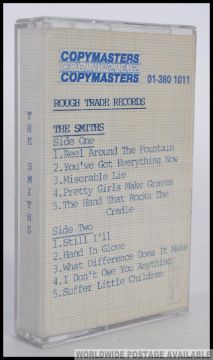 COPYMASTERS
COPYMASTERS
COPYMASTERS 01-380 1011
ROUGH TRADE RECORDS
THE SMITHS
Side One
1.Reel Around The Fountain
2.You've Got Everything Now
3.Miserable Lie
4.Pretty Girls Make Graves
5.The Hand That Rocks The
Cradle
Side Two
1.Still I'll
2.Hand In Glove
3.What Difference Does It Make
4.I Don't Owe You Anything
5.Suffer Little Children
THE SMITHS
WORLDWIDE POSTAGE AVAILABLE